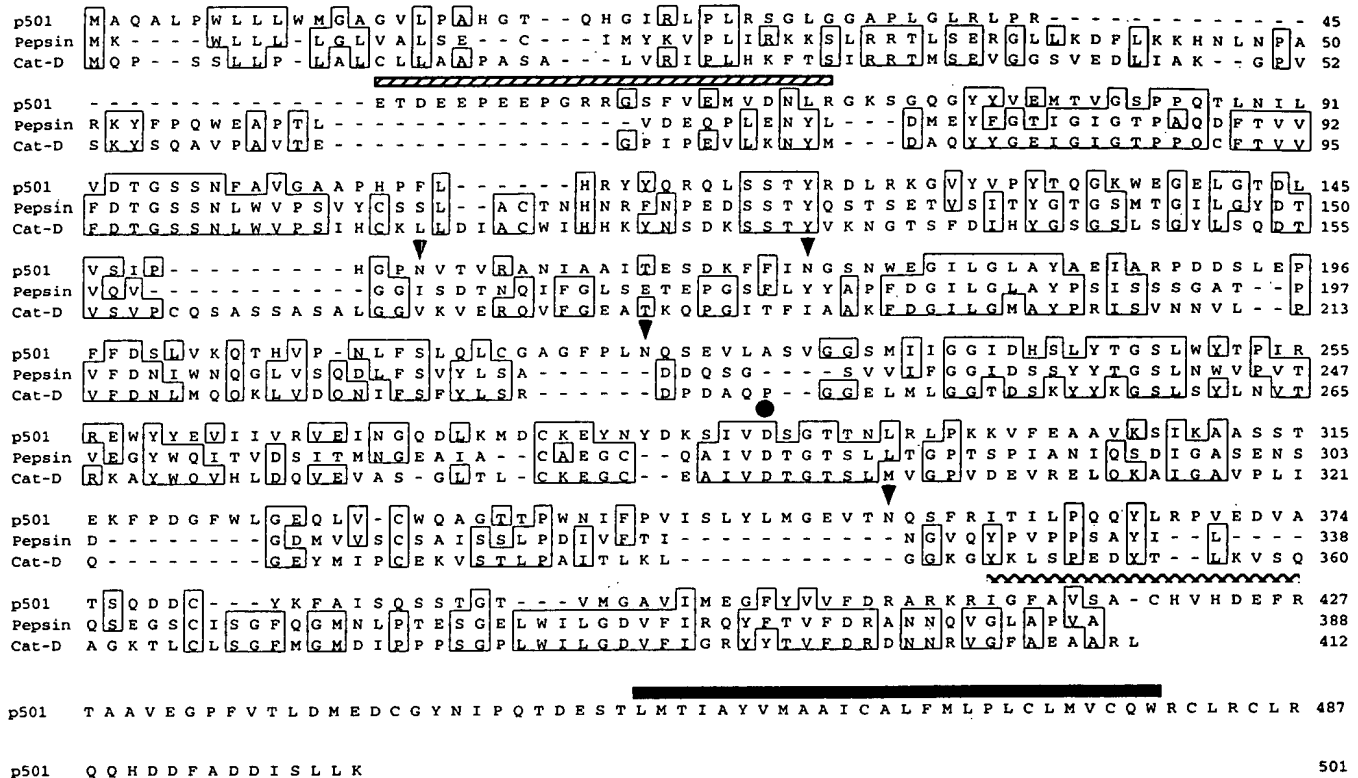 p501 M A Q A L P W L L L W M G A G V L P A H G T - Q H G I R L P L R S G L G G A P L G L R L P R - - - - - - - - - - - - - - 45
Pepsin M K - - - - W L L L - L G L V A L S E - - C - - - I M Y K V P L I R K K S L R R T L S E R G L L K D F L K K H N L N P A 50
Cat-D M Q P - - S S L L P - L A L C L L A A P A S A - - L V R I P L H K F T S I R R T M S E V G G S V E D L I A K - - - G P V 52
p501 - - - - - - - - - - - - - - E T D E E P E E P G R R G S F V E M V D N L R G K S G Q G Y Y V E M T V G S P P Q T L N I L 91
Pepsin R K Y F P Q W E A P T L - - - - - - - - - - - - - - - V D E Q P L E N Y L - - - D M E Y F G T I G I G T P A Q D F T V V 92
Cat-D S K Y S Q A V P A V T E - - - - - - - - - - - - - - G P I P E V L K N Y M - - - D A Q Y Y G E I G I G T P P Q C F T V V 95
p501 V D T G S S N F A V G A A P H P F L - - - - - - H R Y Y Q R Q L S S T Y R D L R K G V Y V P Y T Q G K W E G E L G T D L 145
Pepsin F D T G S S N L W V P S V Y C S S L - - A C T N H N R F N P E D S S T Y Q S T S E T V S I T Y G T G S M T G I L G Y D T 150
Cat-D F D T G S S N L W V P S I H C K L L D I A C W I H H K Y N S D K S S T Y V K N G T S F D I H Y G S G S L S G Y L S Q D T 155
p501 V S I P - - - - - - - - - H G P N V T V R A N I A A I T E S D K F F I N G S N W E G I L G L A Y A E I A R P D D S L E P 196
Pepsin V Q V - - - - - - - - - - - G G I S D T N Q I F G L S E T E P G S F L Y Y A P F D G I L G L A Y P S I S S S G A T - - P 197
Cat-D V S V P C Q S A S S A S A L G G V K V E R Q V F G E A T K Q P G I T F I A A K F D G I L G M A Y P R I S V N N V L - - P 213
p501 F F D S L V K Q T H V P - N L F S L Q L C G A G F P L N Q S E V L A S V G G S M I I G G I D H S L Y T G S L W Y T P I R 255
Pepsin V F D N I W N Q G L V S Q D L F S V Y L S A - - - - - - D D Q S G - - - - S V V I F G G I D S S Y Y T G S L N W V P V T 247
Cat-D V F D N L M Q Q K L V D Q N I F S F Y L S R - - - - - - D P D A Q P - - G G E L M L G G T D S K Y Y K G S L S Y L N V T 265
p501 R E W Y Y E V I I V R V E I N G Q D L K M D C K E Y N Y D K S I V D S G T T N L R L P K K V F E A A V K S I K A A S S T 315
Pepsin V E G Y W Q I T V D S I T M N G E A I A - - C A E G C - - Q A I V D T G T S L L T G P T S P I A N I Q S D I G A S E N S 303
Cat-D R K A Y W Q V H L D Q V E V A S - G L T L - C K E G C - - E A I V D T G T S L M V G P V D E V R E L Q K A I G A V P L I 321
p501 E K F P D G F W L G E Q L V - C W Q A G T T P W N I F P V I S L Y L M G E V T N Q S F R I T I L P Q Q Y L R P V E D V A 374
Pepsin D - - - - - - - - G D M V V S C S A I S S L P D I V F T I - - - - - - - - - - - N G V Q Y P V P P S A Y I - - L - - - - 338
Cat-D Q - - - - - - - - G E Y M I P C E K V S T L P A I T L K L - - - - - - - - - - - G G K G Y K L S P E D Y T - - L K V S Q 360
p501 T S Q D D C - - - Y K F A I S Q S S T G T - - - V M G A V I M E G F Y V V F D R A R K R I G F A V S A - C H V H D E F R 427
Pepsin Q S E G S C I S G F Q G M N L P T E S G E L W I L G D V F I R Q Y F T V F D R A N N Q V G L A P V A 388
Cat-D A G K T L C L S G F M G M D I P P P S G P L W I L G D V F I G R Y Y T V F D R D N N R V G F A E A A R L 412
p501 T A A V E G P F V T L D M E D C G Y N I P Q T D E S T L M T I A Y V M A A I C A L F M L P L C L M V C Q W R C L R C L R 487
p501 Q Q H D D F A D D I S L L K 501